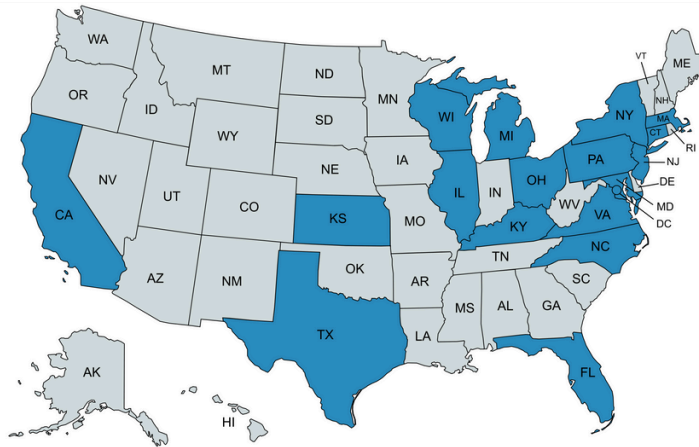 WA
MT
ND
MN
VT
ME
OR
ID
SD
WI
NH
NY
MA
WY
MI
CT
RI
IA
PA
NJ
NE
NV
OH
DE
UT
IL
IN
MD
CA
CO
KS
MO
WV
VA
DC
KY
NC
TN
AZ
NM
OK
AR
SC
MS
AL
GA
TX
LA
FL
AK
HI